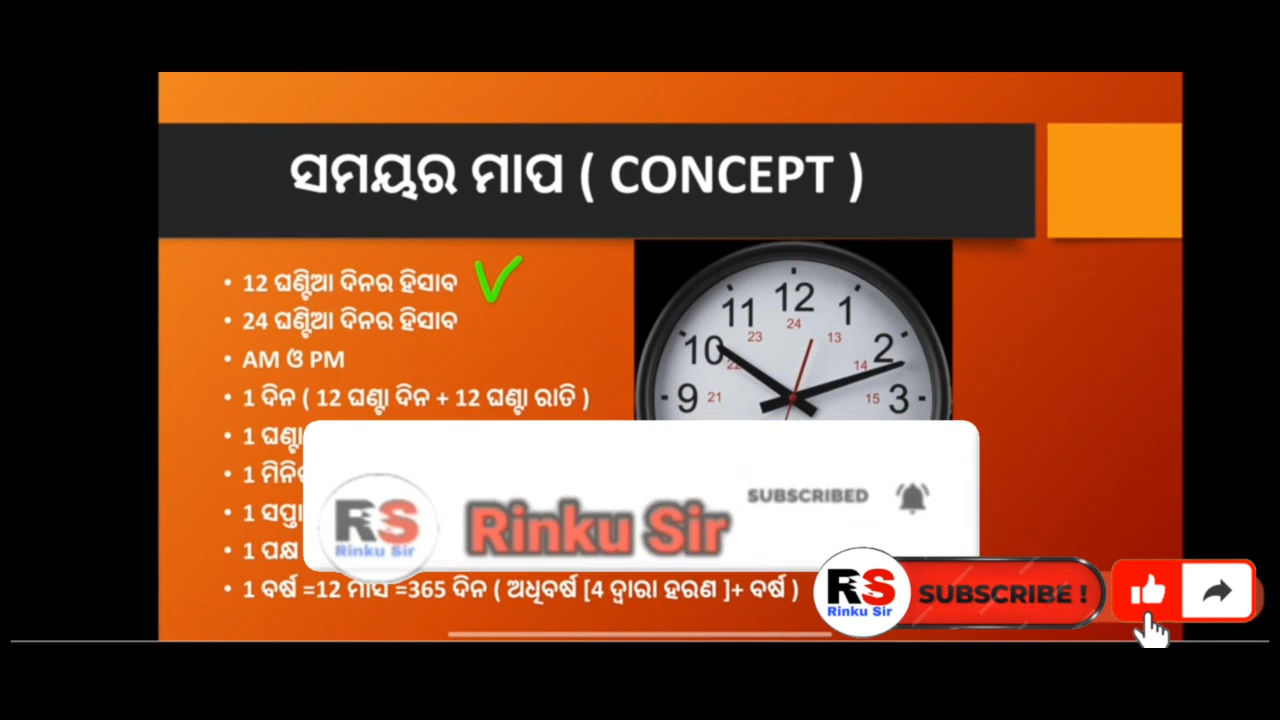 ସମୟର ମାପ ( CONCEPT )
• 12 ଘଣ୍ଟିଆ ଦିନର ହିସାବ
• 24 ଘଣ୍ଟିଆ ଦିନର ହିସାବ
• AM ଓ PM
• 1 ଦିନ ( 12 ଘଣ୍ଟା ଦିନ + 12 ଘଣ୍ଟା ରାତି )
• 1 ଘଣ୍ଟା
• 1
• 1
• 1 ପକ୍ଷ
• 1 ବର୍ଷ =12 ମାସ =365 ଦିନ ( ଅଧିବର୍ଷ [4 ଦ୍ୱାରା ହରଣ ]+ ବର୍ଷ )
12
11 1
23 24 13
10 2
22 14
9 21 15 3
RS
Rinku Sir
Rinku Sir
SUBSCRIBED
RS
Rinku Sir
SUBSCRIBE !